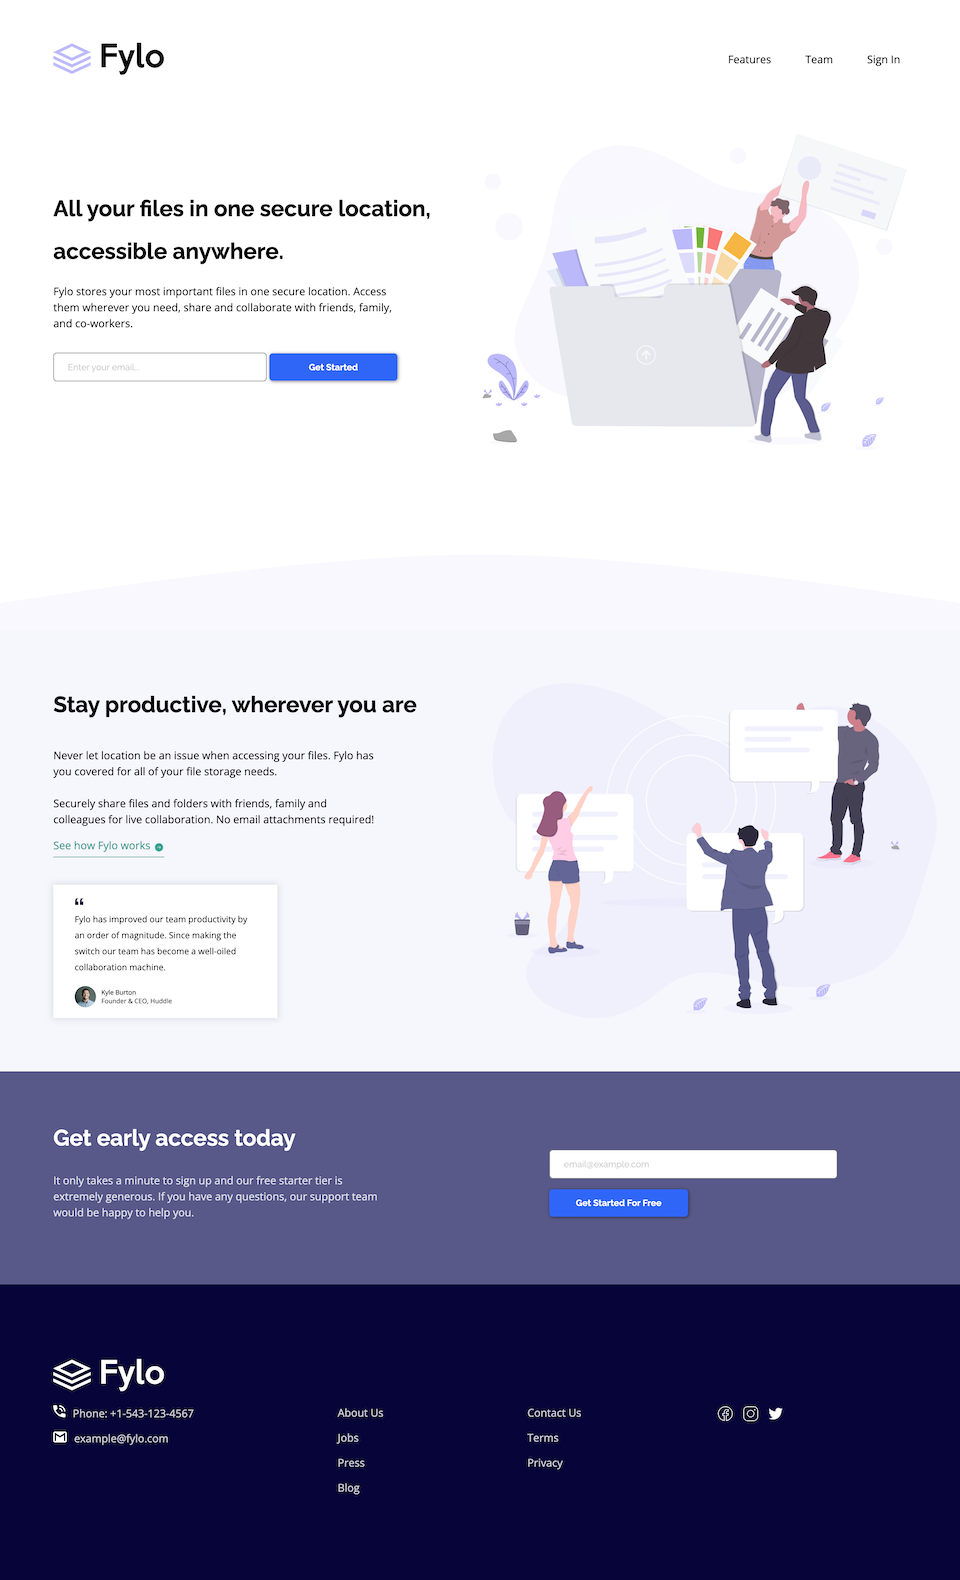 Fylo
Features
Team
Sign In
All your files in one secure location,
accessible anywhere.
Fylo stores your most important files in one secure location. Access
them wherever you need, share and collaborate with friends, family,
and co-workers.
Enter your email...
Get Started
Stay productive, wherever you are
Never let location be an issue when accessing your files. Fylo has
you covered for all of your file storage needs.
Securely share files and folders with friends, family and
colleagues for live collaboration. No email attachments required!
See how Fylo works
“
Fylo has improved our team productivity by
an order of magnitude. Since making the
switch our team has become a well-oiled
collaboration machine.
Kyle Burton
Founder & CEO, Huddle
Get early access today
It only takes a minute to sign up and our free starter tier is
extremely generous. If you have any questions, our support team
would be happy to help you.
email@example.com
Get Started For Free
Fylo
Phone: +1-543-123-4567
example@fylo.com
About Us
Jobs
Press
Blog
Contact Us
Terms
Privacy